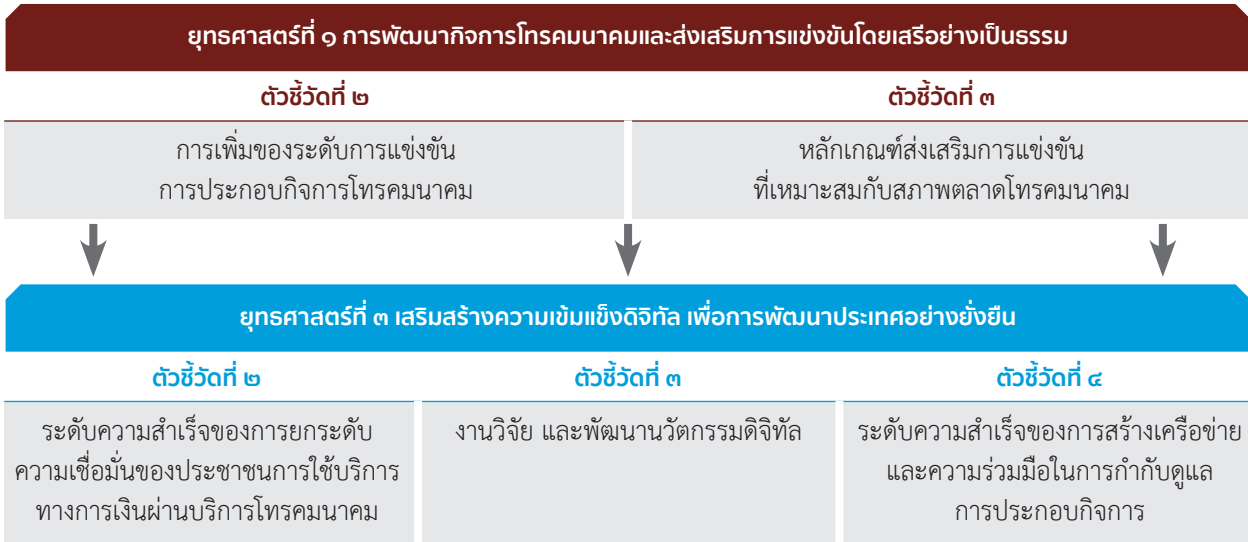 ยุทธศาสตร์ที่ ๑ การพัฒนากิจการโทรคมนาคมและส่งเสริมการแข่งขันโดยเสรีอย่างเป็นธรรม
ตัวชี้วัดที่ ๒
การเพิ่มของระดับการแข่งขัน
การประกอบกิจการโทรคมนาคม
ตัวชี้วัดที่ ๓
หลักเกณฑ์ส่งเสริมการแข่งขัน
ที่เหมาะสมกับสภาพตลาดโทรคมนาคม
ยุทธศาสตร์ที่ ๓ เสริมสร้างความเข้มแข็งดิจิทัล เพื่อการพัฒนาประเทศอย่างยั่งยืน
ตัวชี้วัดที่ ๒
ระดับความสำเร็จของการยกระดับ
ความเชื่อมั่นของประชาชนการใช้บริการ
ทางการเงินผ่านบริการโทรคมนาคม
ตัวชี้วัดที่ ๓
งานวิจัย และพัฒนานวัตกรรมดิจิทัล
ตัวชี้วัดที่ ๔
ระดับความสำเร็จของการสร้างเครือข่าย
และความร่วมมือในการกำกับดูแล
การประกอบกิจการ